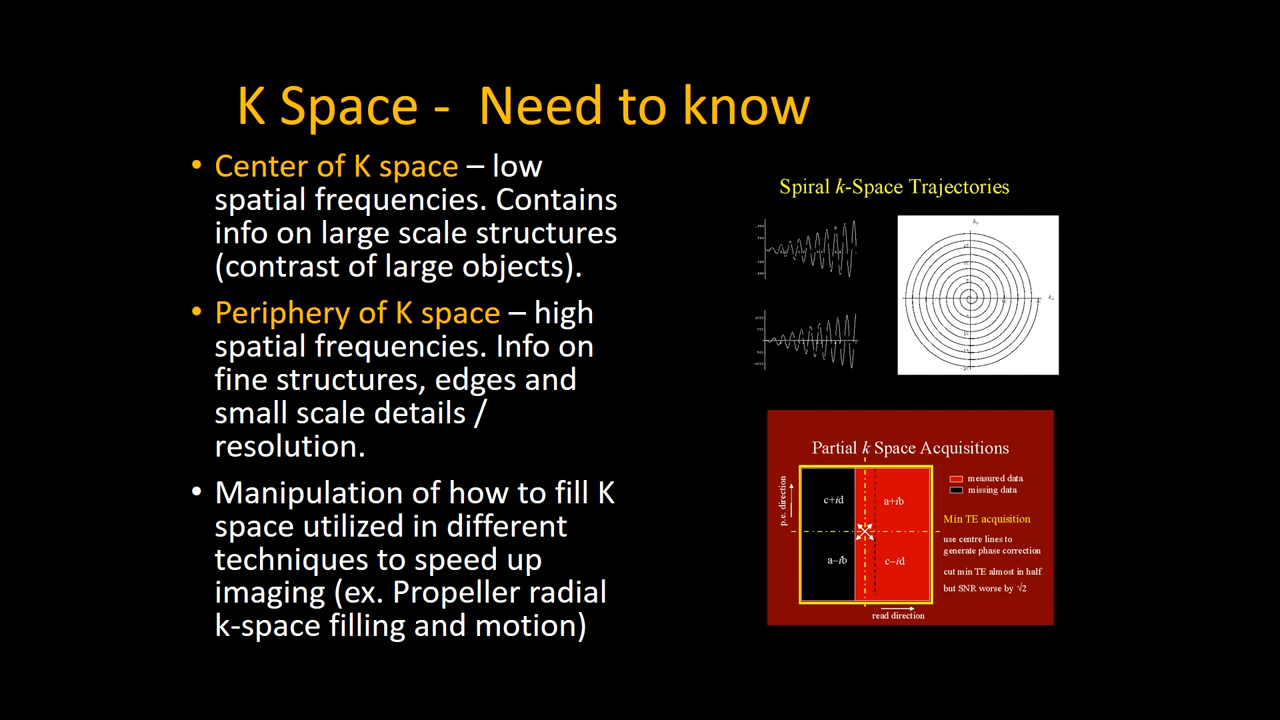 K Space -  Need to know
• Center of K space – low
spatial frequencies. Contains
info on large scale structures
(contrast of large objects).
• Periphery of K space – high
spatial frequencies. Info on
fine structures, edges and
small scale details /
resolution.
• Manipulation of how to fill K
space utilized in different
techniques to speed up
imaging (ex. Propeller radial
k-space filling and motion)
Spiral k-Space Trajectories
Partial k Space Acquisitions
p.e. direction
c+id
a+ib
a–ib
c–id
read direction
measured data
missing data
Min TE acquisition
use centre lines to
generate phase correction
cut min TE almost in half
but SNR worse by √2